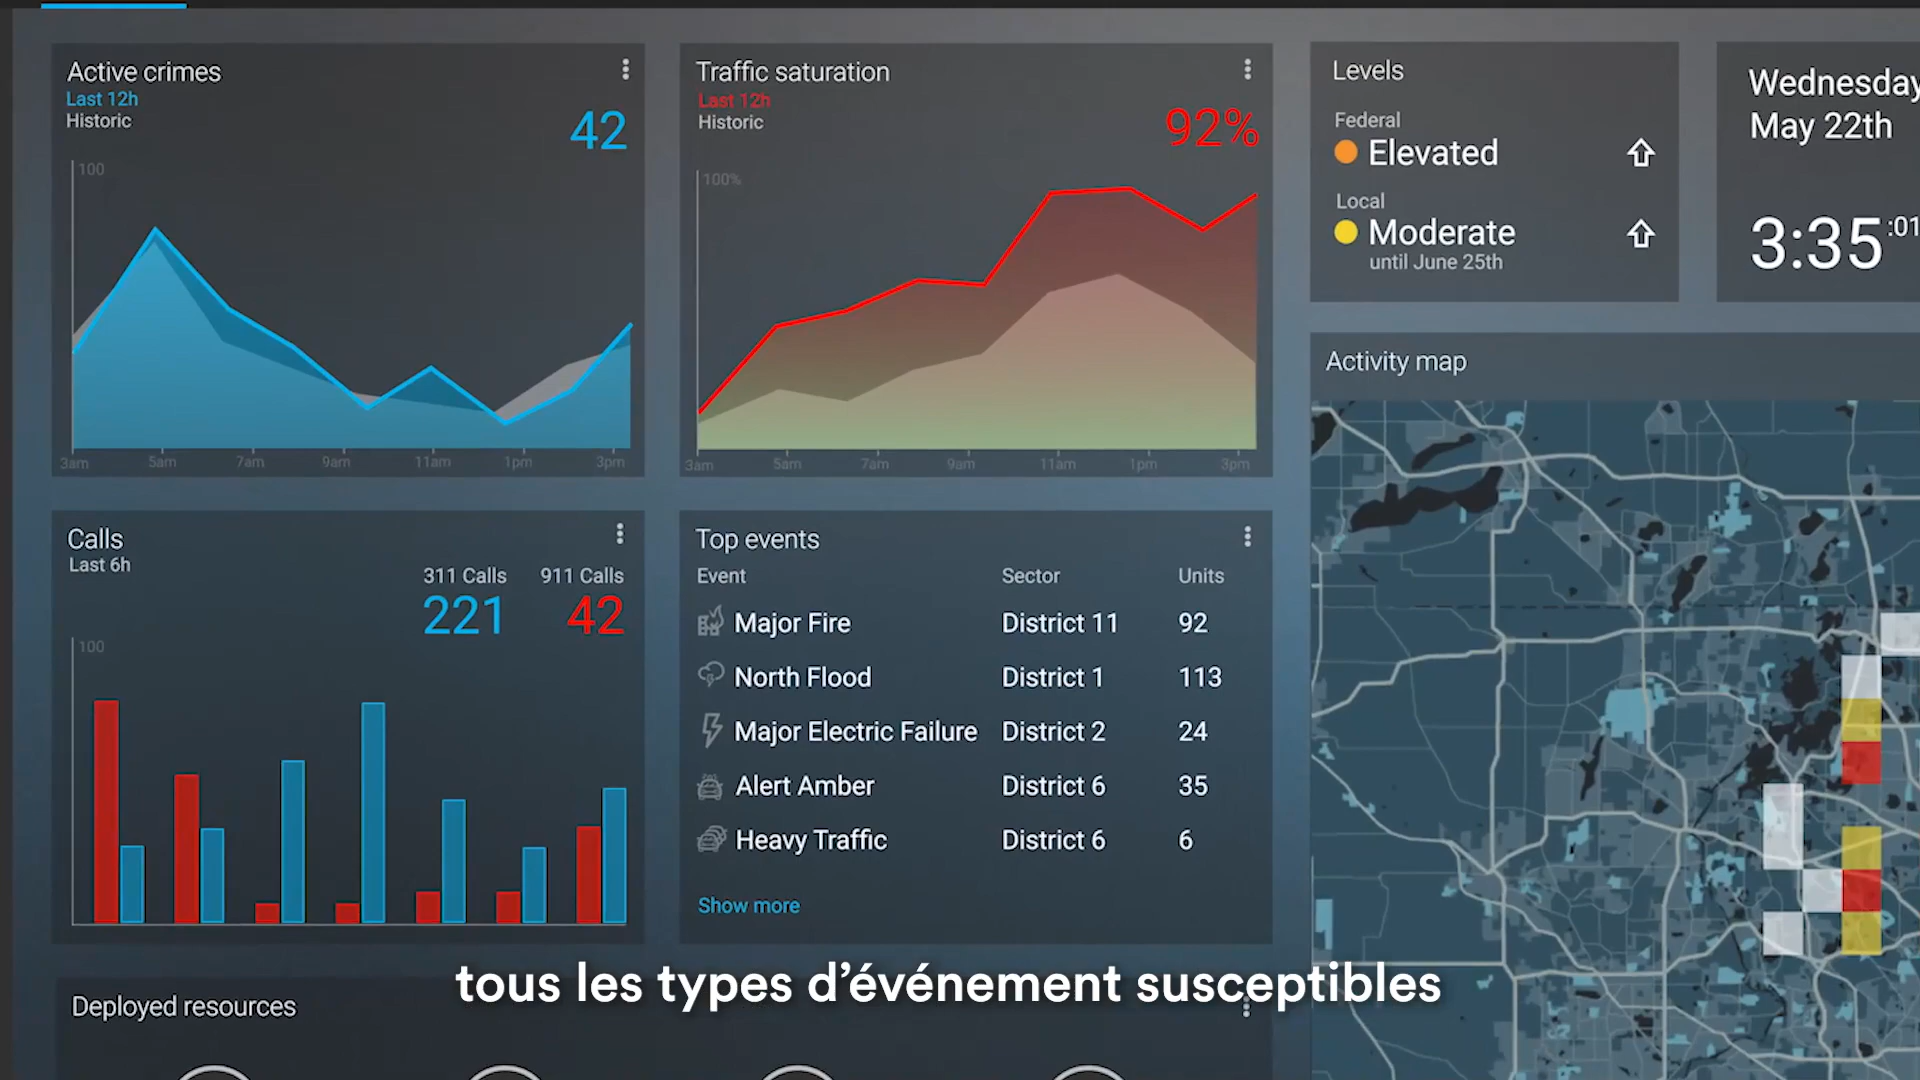 Active crimes
Last 12h
Historic
42
100
3am 5am 7am 9am 11am 1pm 3pm
Traffic saturation
Last 12h
Historic
92%
100%
3am 5am 7am 9am 11am 1pm 3pm
Levels
Federal
Elevated
Local
Moderate
until June 25th
Wednesday
May 22th
3:35 :01
Calls
Last 6h
311 Calls 911 Calls
221 42
100
Top events
Event Sector Units
Major Fire District 11 92
North Flood District 1 113
Major Electric Failure District 2 24
Alert Amber District 6 35
Heavy Traffic District 6 6
Show more
Activity map
Deployed resources
tous les types d’événement susceptibles